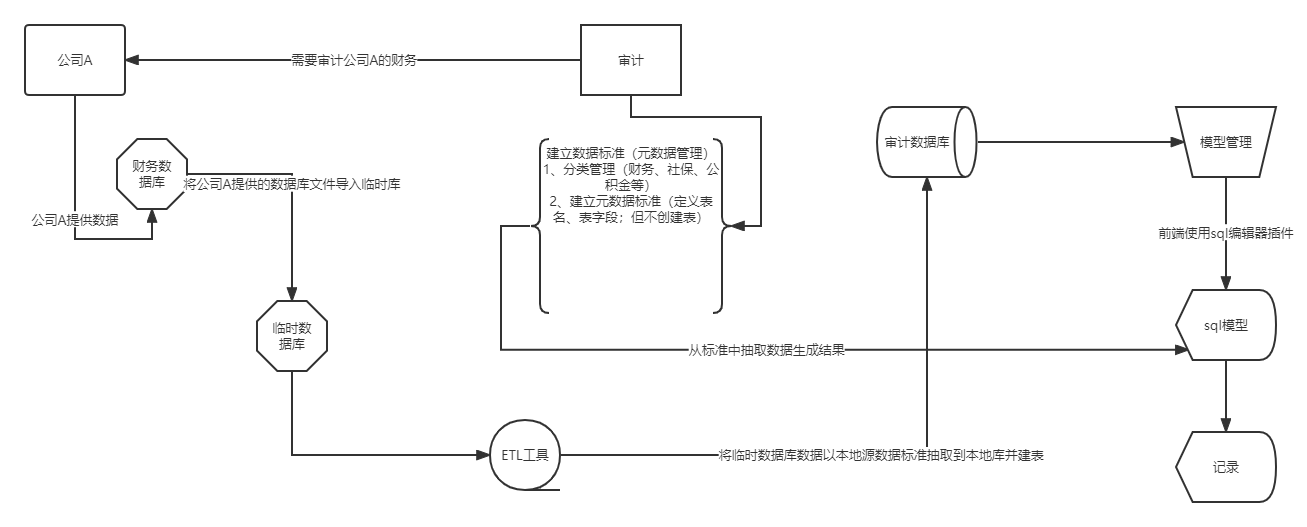 公司A
需要审计公司A的财务
审计
财务数
据库
将公司A提供的数据库文件导入临时库
公司A提供数据
建立数据标准（元数据管理）
1、分类管理（财务、社保、公
积金等）
2、建立元数据标准（定义表
名、表字段；但不创建表）
审计数据库
模型管理
前端使用sql编辑器插件
临时数
据库
sql模型
从标准中抽取数据生成结果
ETL工具
将临时数据库数据以本地源数据标准抽取到本地库并建表
记录